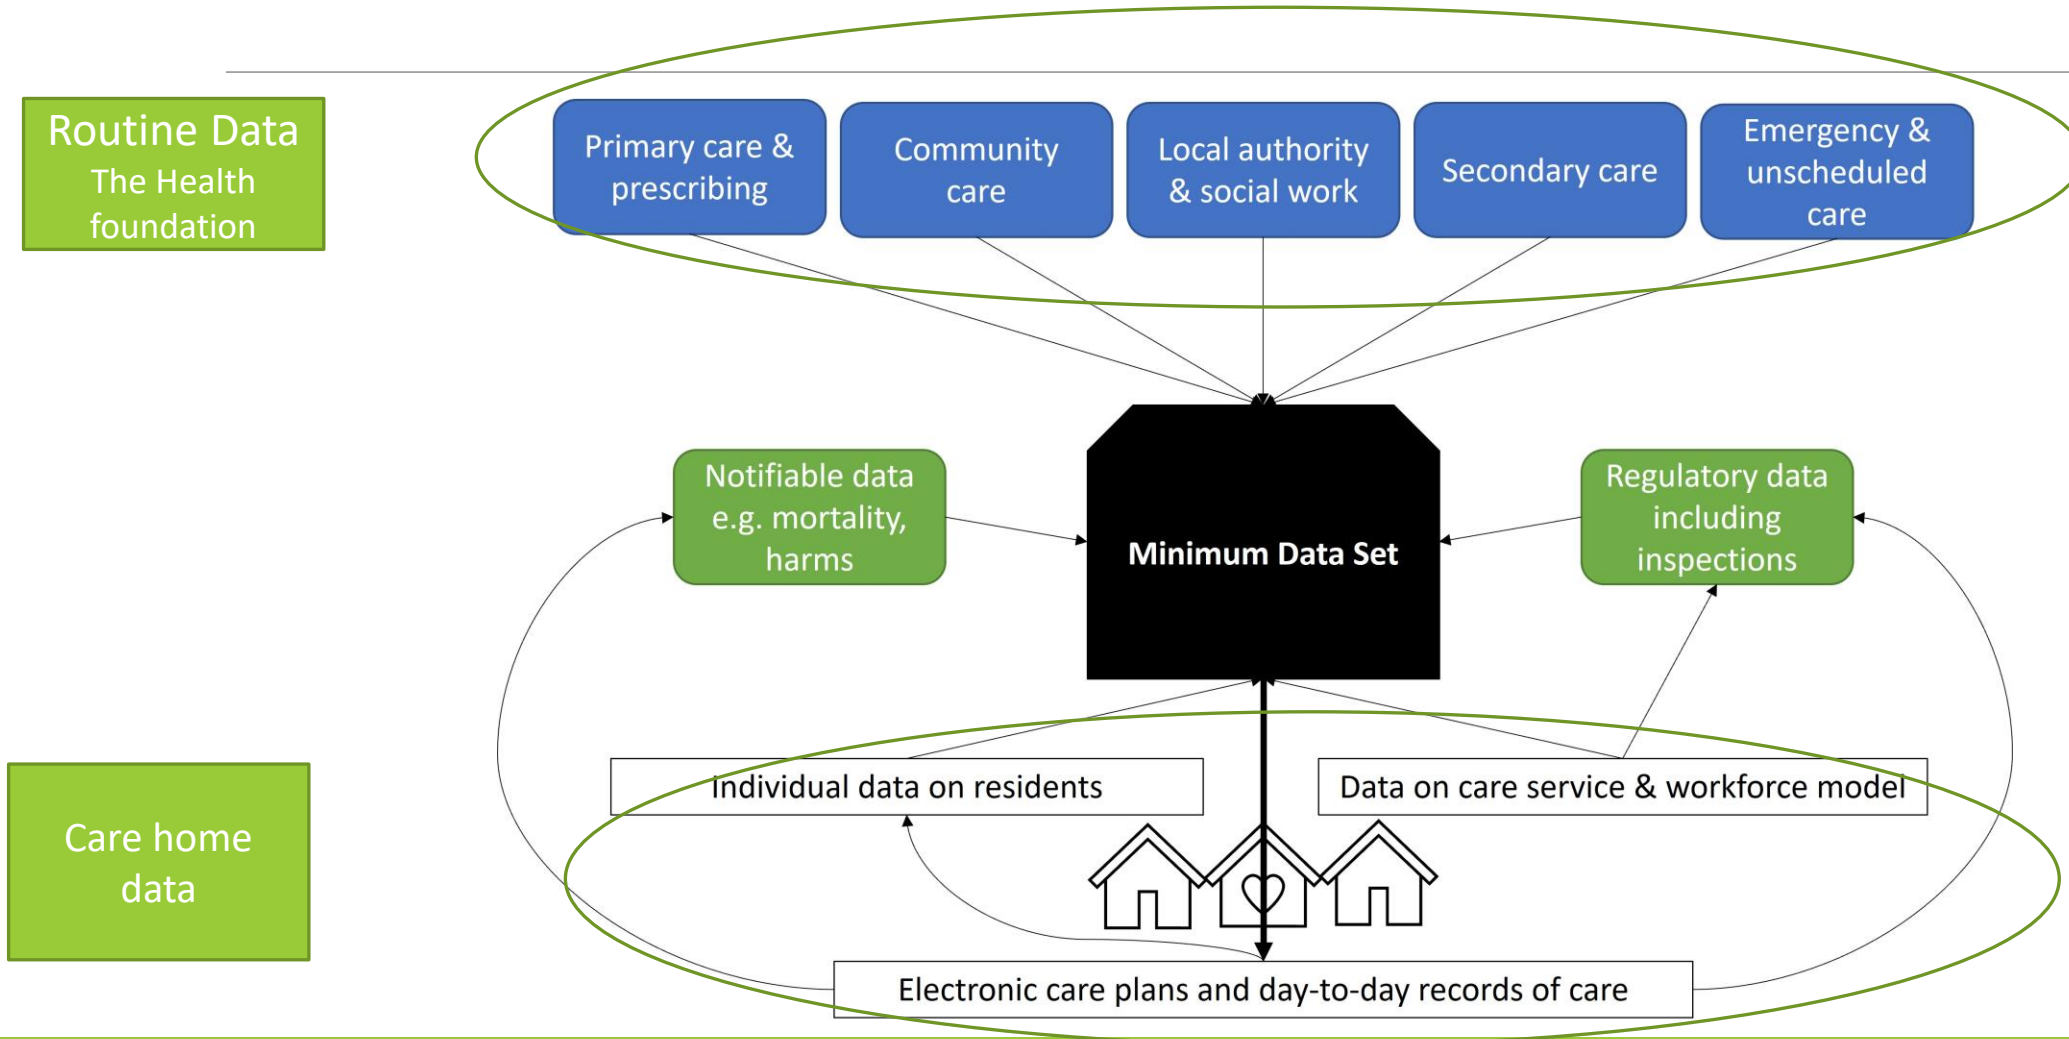 Routine Data
The Health
foundation
Primary care &
prescribing
Community
care
Local authority
& social work
Secondary care
Emergency &
unscheduled
care
Notifiable data
e.g. mortality,
harms
Minimum Data Set
Regulatory data
including
inspections
Care home
data
Individual data on residents
Data on care service & workforce model
Electronic care plans and day-to-day records of care